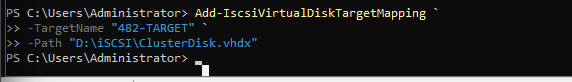 PS C:\Users\Administrator> Add-IscsiVirtualDiskTargetMapping `
>> -TargetName "482-TARGET" `
>> -Path "D:\iSCSI\ClusterDisk.vhdx"
PS C:\Users\Administrator>